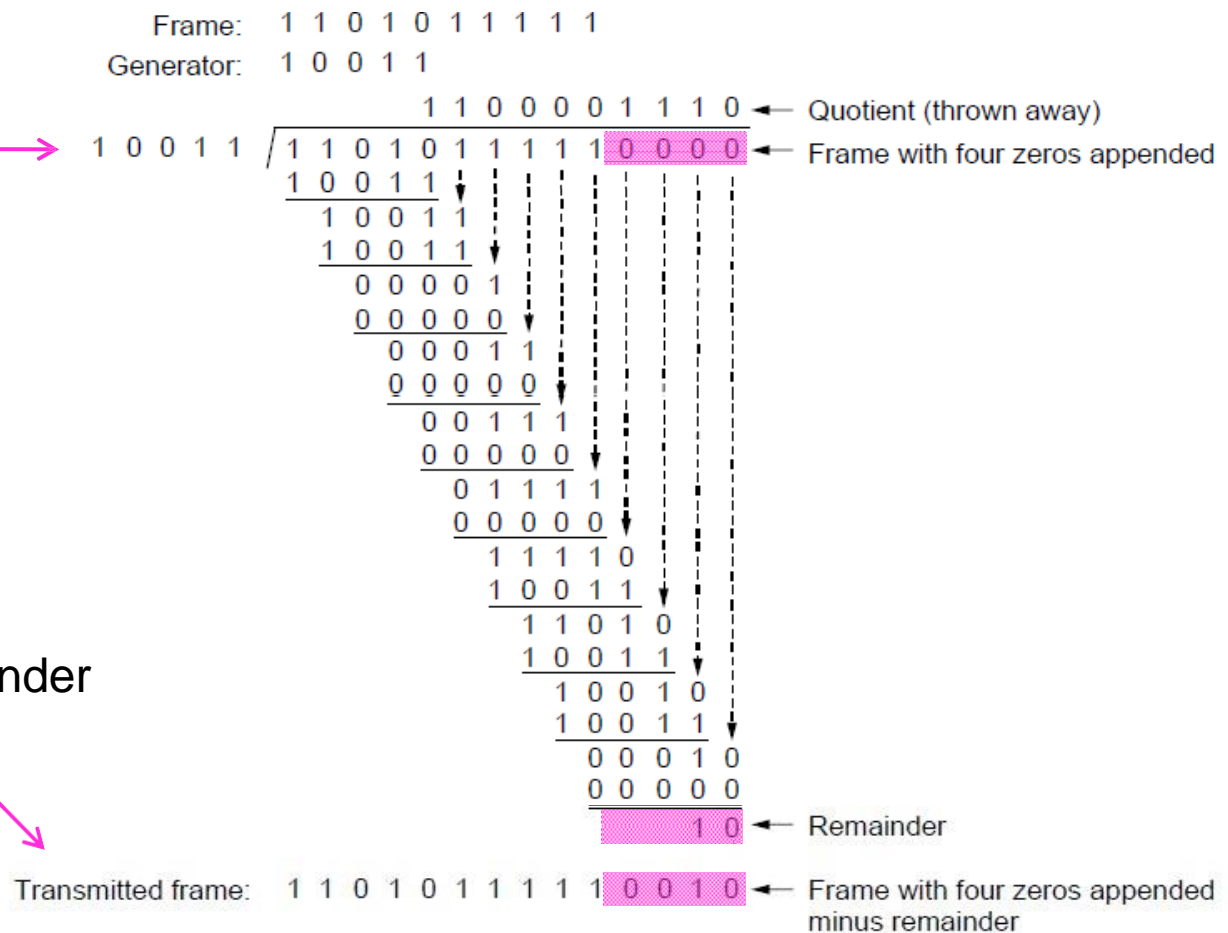 Frame: 1 1 0 1 0 1 1 1 1 1
Generator: 1 0 0 1 1
1 1 0 0 0 0 1 1 1 0 Quotient (thrown away)
1 0 0 1 1 1 1 0 1 0 1 1 1 1 1 0 0 0 0 Frame with four zeros appended
1 0 0 1 1
1 0 0 1 1
1 0 0 1 1
0 0 0 0 1
0 0 0 0 0
0 0 0 1 1
0 0 0 0 0
0 0 1 1 1
0 0 0 0 0
0 1 1 1 1
0 0 0 0 0
1 1 1 1 0
1 0 0 1 1
1 1 0 1 0
1 0 0 1 1
nder
1 0 0 1 0
1 0 0 1 1
0 0 0 1 0
0 0 0 0 0
1 0 Remainder
Transmitted frame: 1 1 0 1 0 1 1 1 1 1 0 0 1 0 Frame with four zeros appended
minus remainder